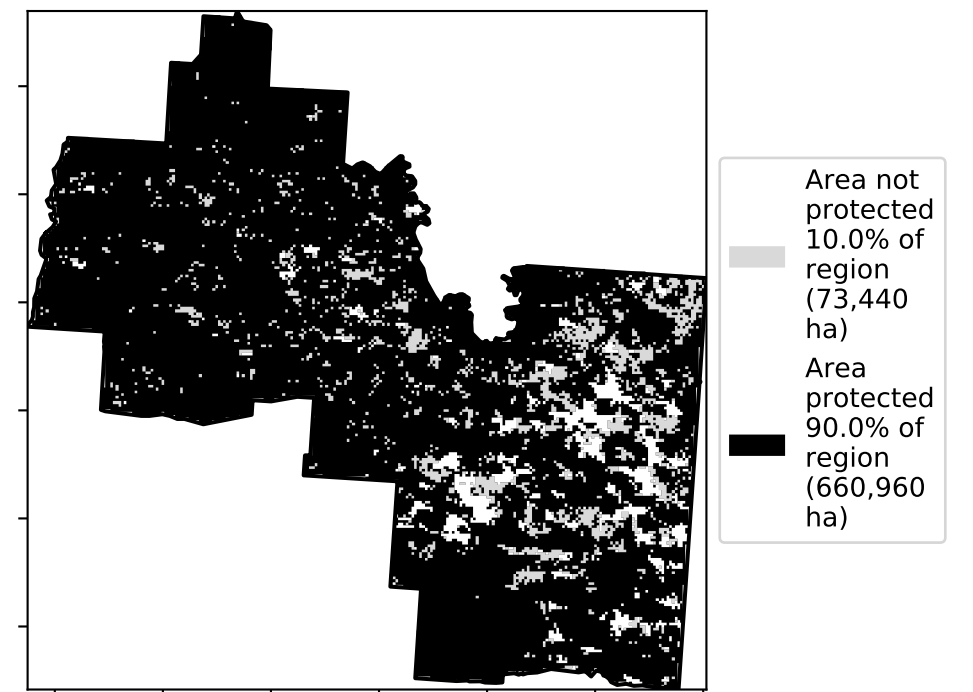 Area not
protected
10.0% of
region
(73,440
ha)
Area
protected
90.0% of
region
(660,960
ha)